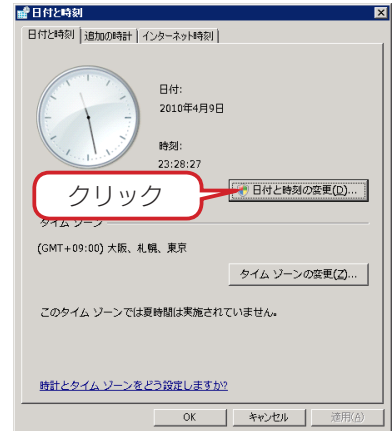 日付と時刻
日付と時刻 追加の時計 インターネット時刻
日付:
2010年4月9日
時刻:
23:28:27
クリック
日付と時刻の変更(D)...
タイム ゾーン
(GMT+09:00) 大阪、札幌、東京
タイム ゾーンの変更(Z)...
このタイム ゾーンでは夏時間は実施されていません。
時計とタイム ゾーンをどう設定しますか?
OK キャンセル 適用(A)